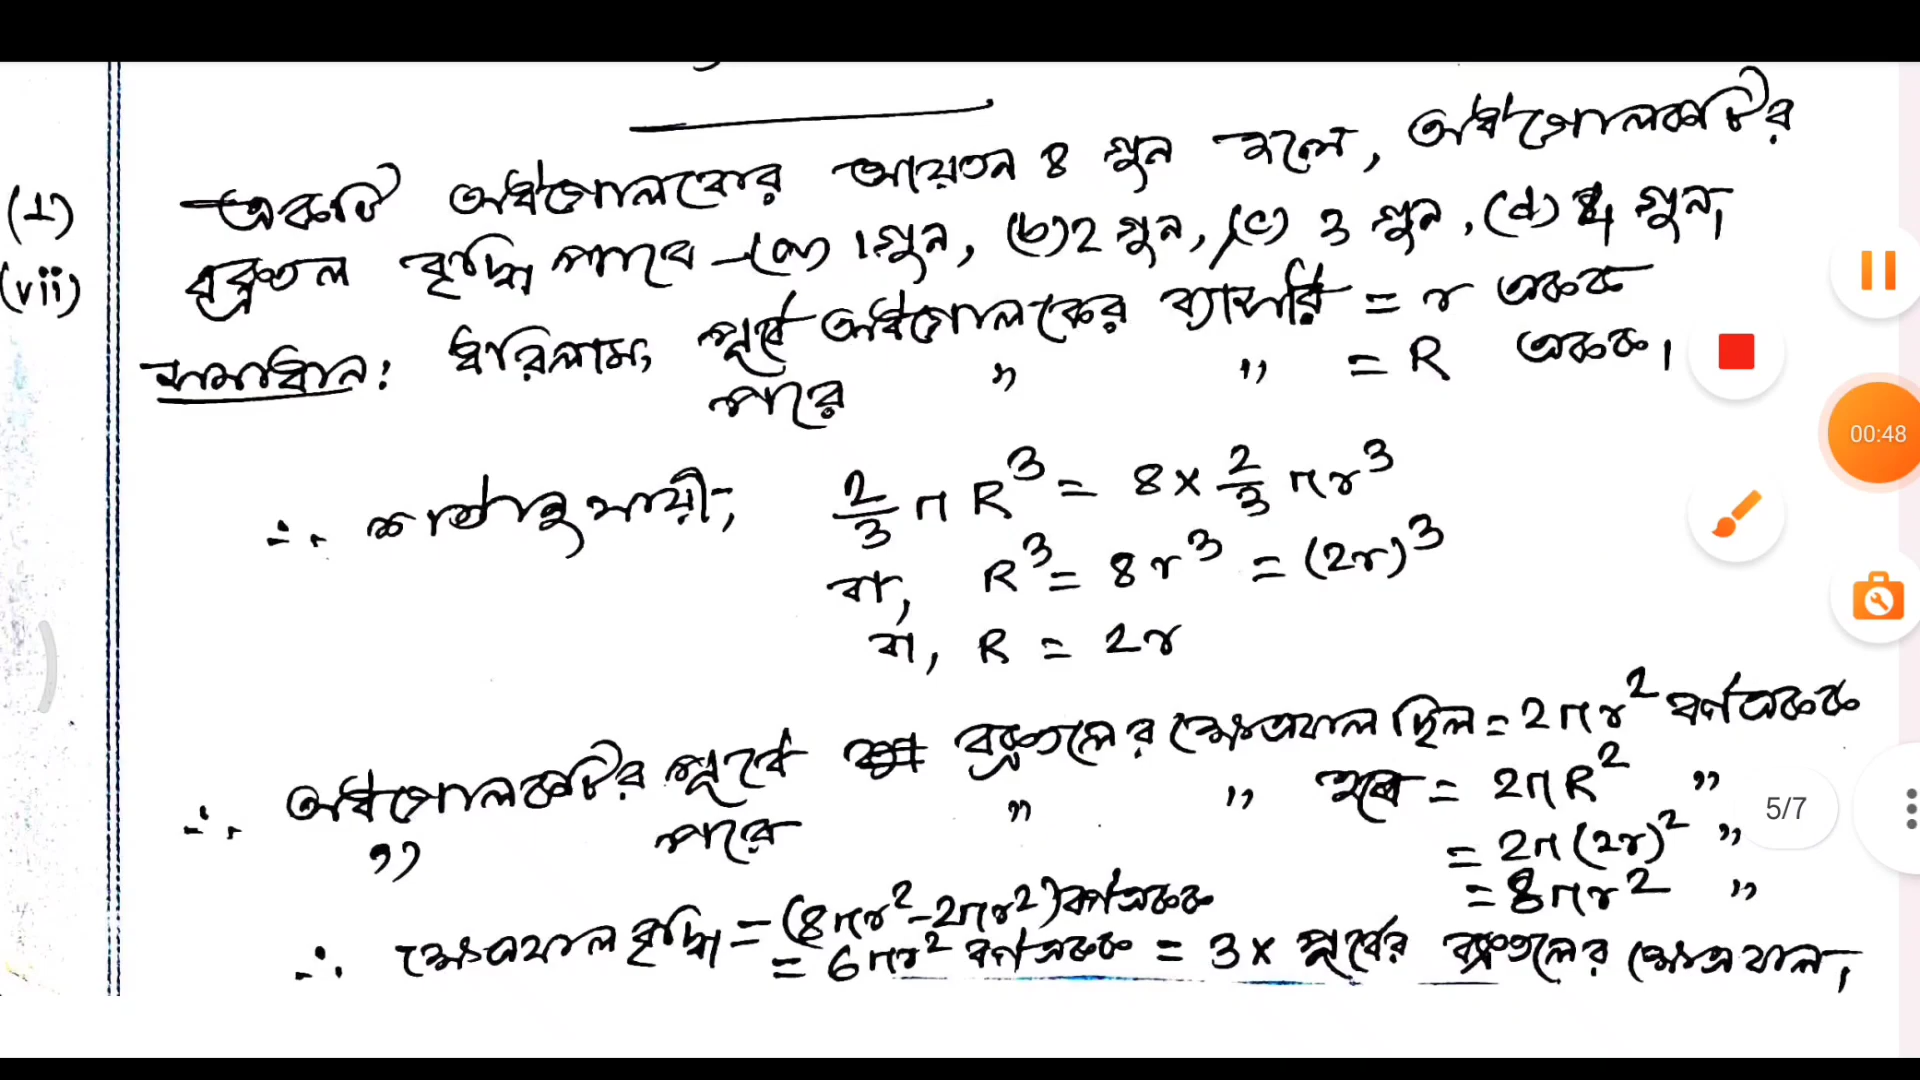 (1) একটি অর্ধগোলকের আয়তন 8 গুন হলে, অর্ধগোলকটির
(vii) বক্রতল বৃদ্ধি পাবে —(a) 1গুন, (b)2 গুন, (c) 3 গুন, (d) 4 গুন,
সমাধান: ধরিলাম, পূর্বে অর্ধগোলকের ব্যাসার্ধ = r একক
পরে " " = R একক।
∴ শর্তানুযায়ী, 2/3 π R³ = 8 × 2/3 πr³
বা, R³ = 8r³ = (2r)³
বা, R = 2r
∴ অর্ধগোলকটির পূর্বে বক্রতলের ক্ষেত্রফল ছিল = 2πr² বর্গএকক
" পরে " " হবে = 2πR² "
= 2π(2r)² "
= 8πr² "
∴ ক্ষেত্রফল বৃদ্ধি = (8πr² - 2πr²) বর্গএকক
= 6πr² বর্গএকক = 3 × পূর্বের বক্রতলের ক্ষেত্রফল,
00:48
5/7